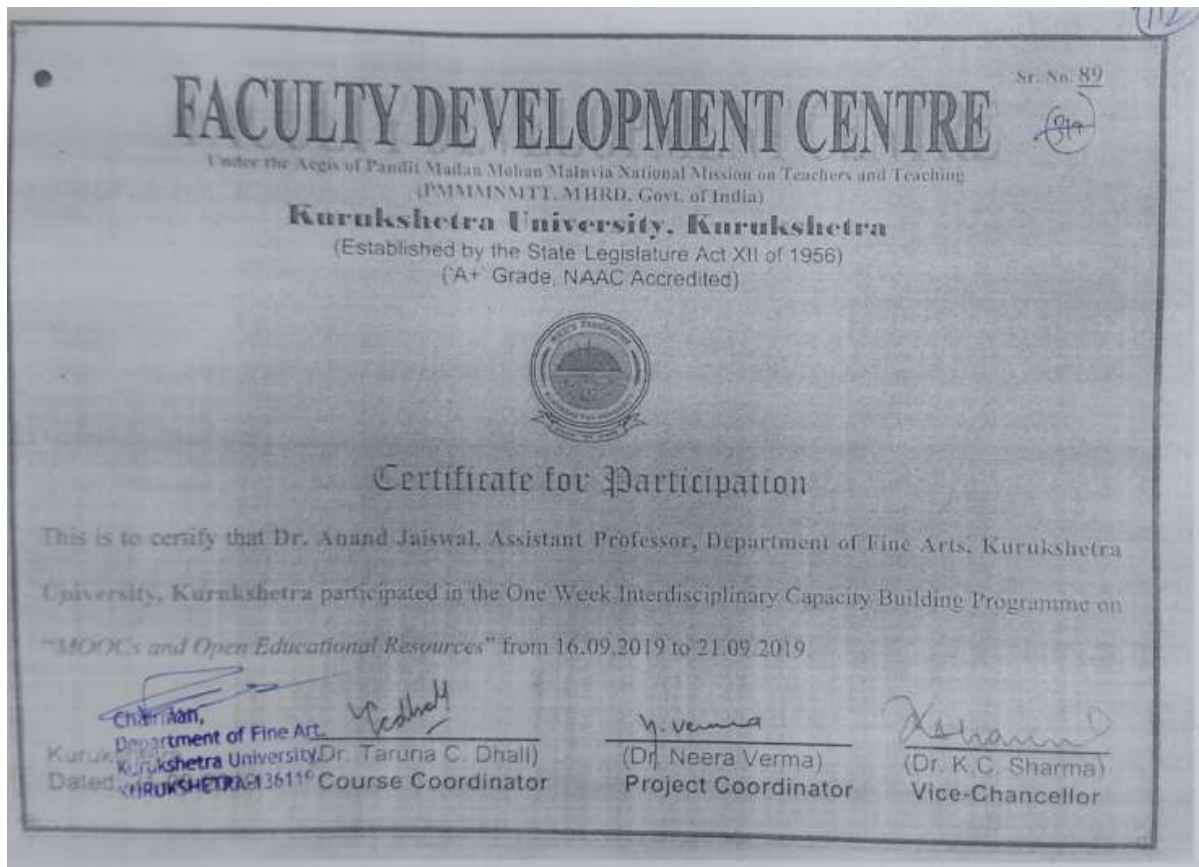 112
Sr. No. 89
FACULTY DEVELOPMENT CENTRE
Under the Aegis of Pandit Madan Mohan Malnvia National Mission on Teachers and Teaching
(PMMMNMTT, MHRD, Govt. of India)
Kurukshetra University, Kurukshetra
(Established by the State Legislature Act XII of 1956)
('A+' Grade, NAAC Accredited)
Certificate for Participation
This is to certify that Dr. Anand Jaiswal, Assistant Professor, Department of Fine Arts, Kurukshetra
University, Kurukshetra participated in the One Week Interdisciplinary Capacity Building Programme on
"MOOCs and Open Educational Resources" from 16.09.2019 to 21.09.2019.
Chairman,
Department of Fine Art
Kurukshetra University
KURUKSHETRA-136119
Dated
(Dr. Taruna C. Dhall)
Course Coordinator
N. Verma
(Dr. Neera Verma)
Project Coordinator
(Dr. K.C. Sharma)
Vice-Chancellor